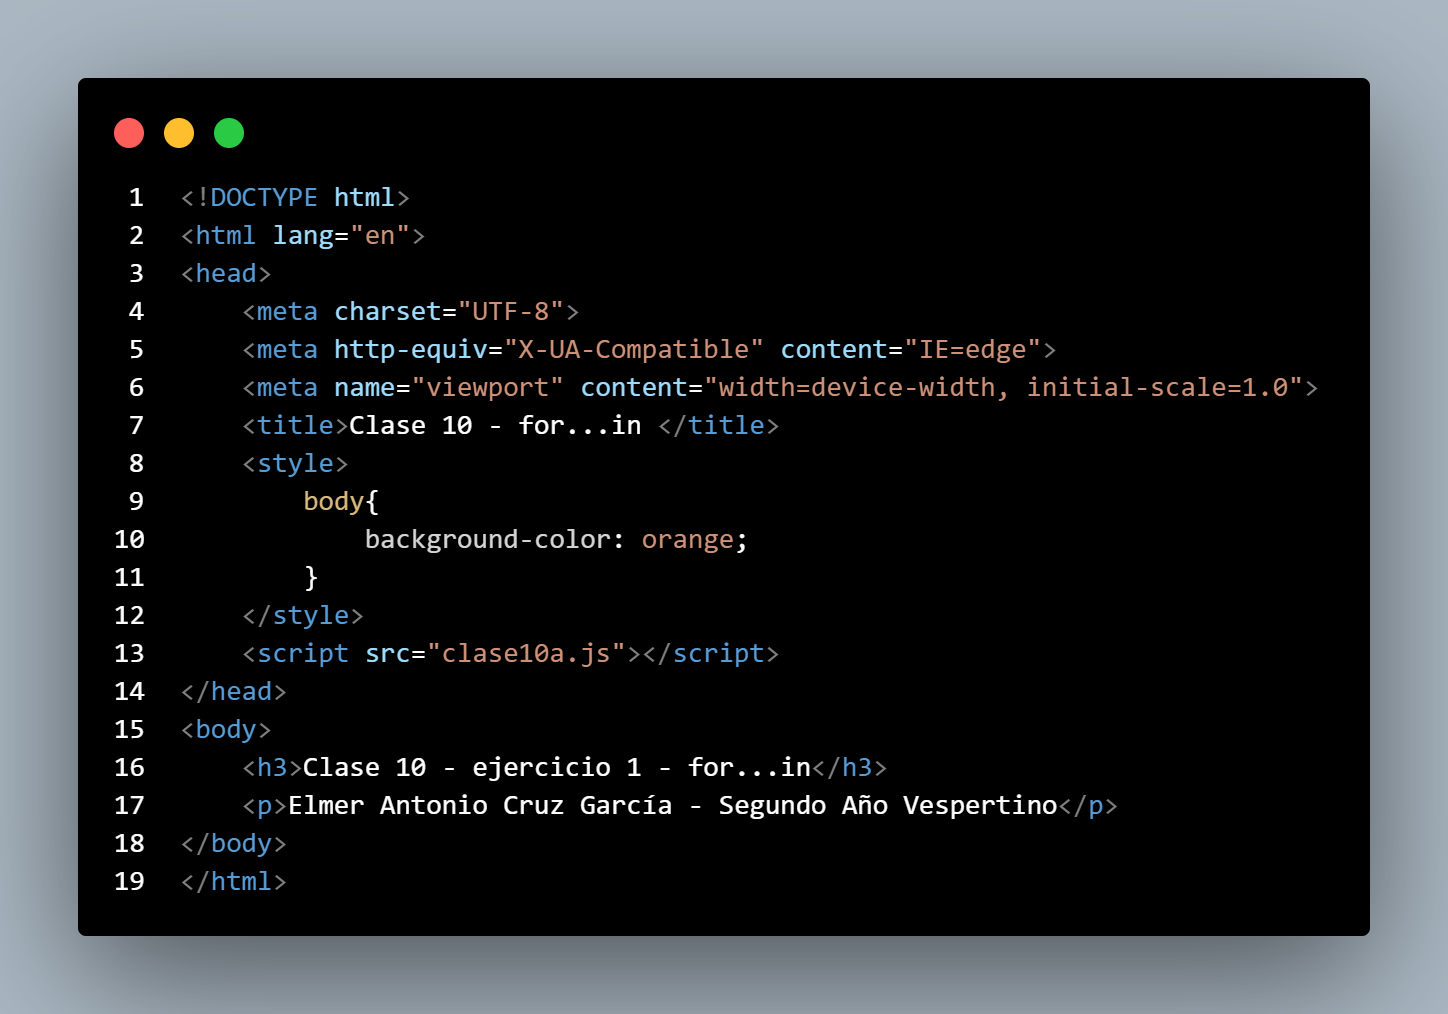 1 <!DOCTYPE html>
2 <html lang="en">
3 <head>
4     <meta charset="UTF-8">
5     <meta http-equiv="X-UA-Compatible" content="IE=edge">
6     <meta name="viewport" content="width=device-width, initial-scale=1.0">
7     <title>Clase 10 - for...in </title>
8     <style>
9         body{
10             background-color: orange;
11         }
12     </style>
13     <script src="clase10a.js"></script>
14 </head>
15 <body>
16     <h3>Clase 10 - ejercicio 1 - for...in</h3>
17     <p>Elmer Antonio Cruz García - Segundo Año Vespertino</p>
18 </body>
19 </html>